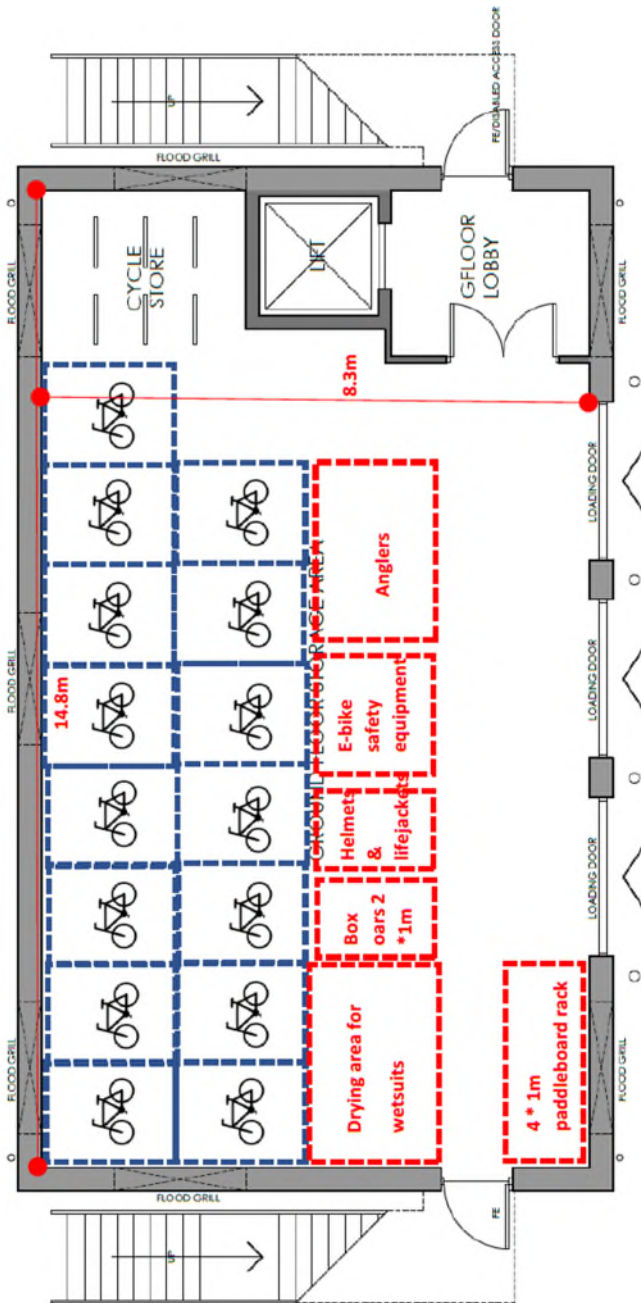 UP
FE/DISABLED ACCESS DOOR
FLOOD GRILL
FLOOD GRILL
CYCLE
STORE
LIFT
GFLOOR
LOBBY
FLOOD GRILL
8.3m
LOADING DOOR
FLOOD GRILL
14.8m
GROUND FLOOR STORAGE AREA
Anglers
E-bike
safety
equipment
LOADING DOOR
Helmets
&
lifejackets
Box
oars 2
*1m
LOADING DOOR
FLOOD GRILL
Drying area for
wetsuits
4 * 1m
paddleboard rack
FLOOD GRILL
FLOOD GRILL
FE
UP